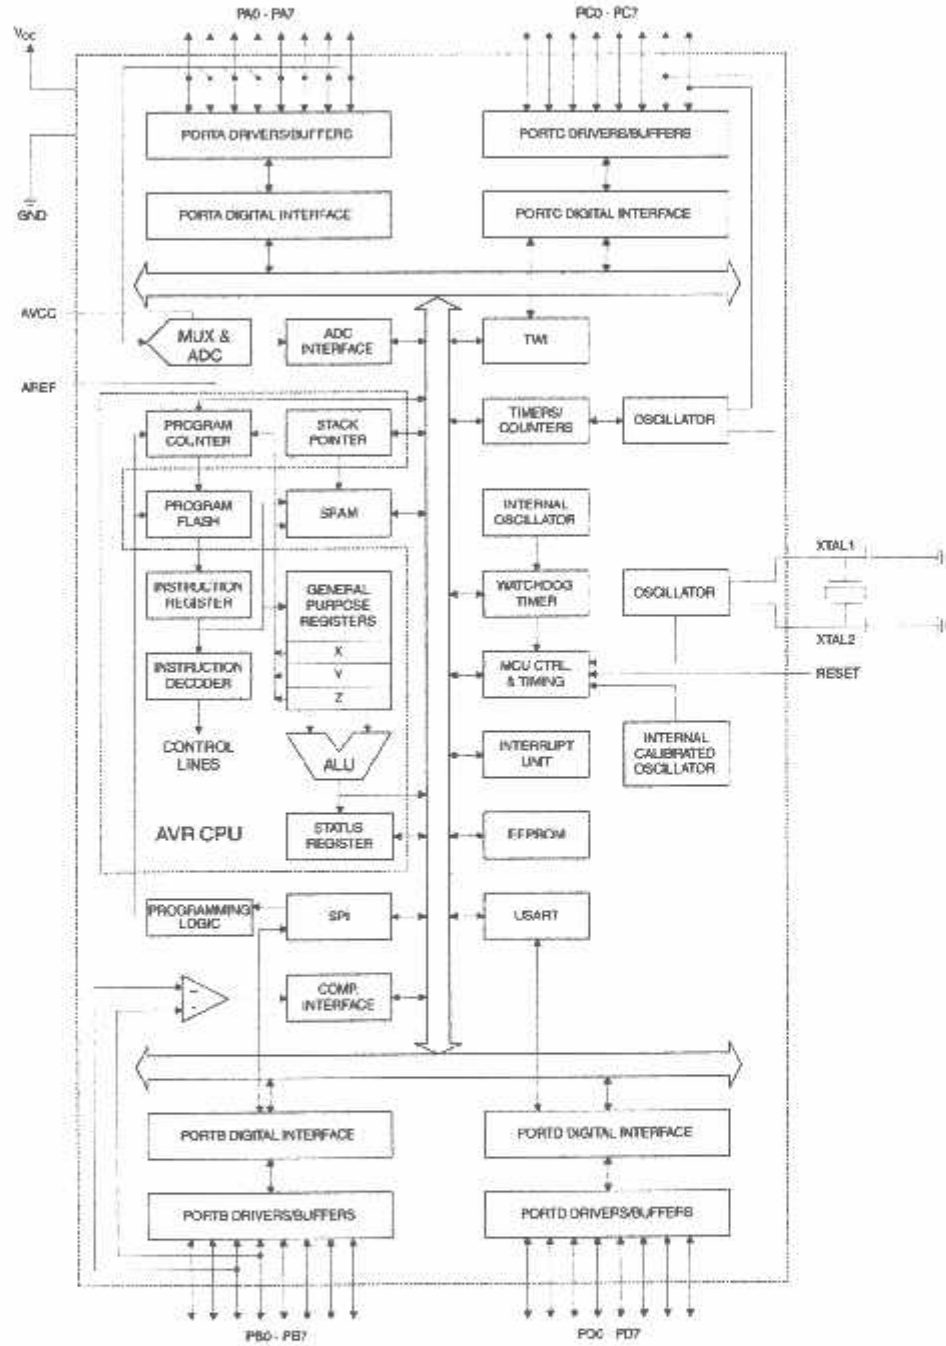 PA0 - PA7
PC0 - PC7
VCC
PORTA DRIVERS/BUFFERS
PORTC DRIVERS/BUFFERS
GND
PORTA DIGITAL INTERFACE
PORTC DIGITAL INTERFACE
AVCC
MUX &
ADC
ADC
INTERFACE
TWI
AREF
PROGRAM
COUNTER
STACK
POINTER
TIMERS/
COUNTERS
OSCILLATOR
PROGRAM
FLASH
SRAM
INTERNAL
OSCILLATOR
XTAL1
INSTRUCTION
REGISTER
GENERAL
PURPOSE
REGISTERS
WATCHDOG
TIMER
OSCILLATOR
XTAL2
X
Y
Z
INSTRUCTION
DECODER
MCU CTRL.
& TIMING
RESET
CONTROL
LINES
ALU
INTERRUPT
UNIT
INTERNAL
CALIBRATED
OSCILLATOR
AVR CPU
STATUS
REGISTER
EEPROM
PROGRAMMING
LOGIC
SPI
USART
COMP.
INTERFACE
PORTB DIGITAL INTERFACE
PORTD DIGITAL INTERFACE
PORTB DRIVERS/BUFFERS
PORTD DRIVERS/BUFFERS
PB0 - PB7
PD0 - PD7